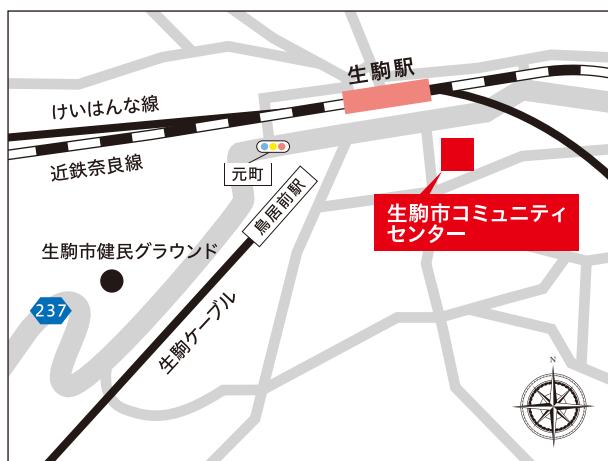 生駒駅
けいはんな線
近鉄奈良線
元町
鳥居前駅
生駒市コミュニティ
センター
生駒市健民グラウンド
237
生駒ケーブル
N